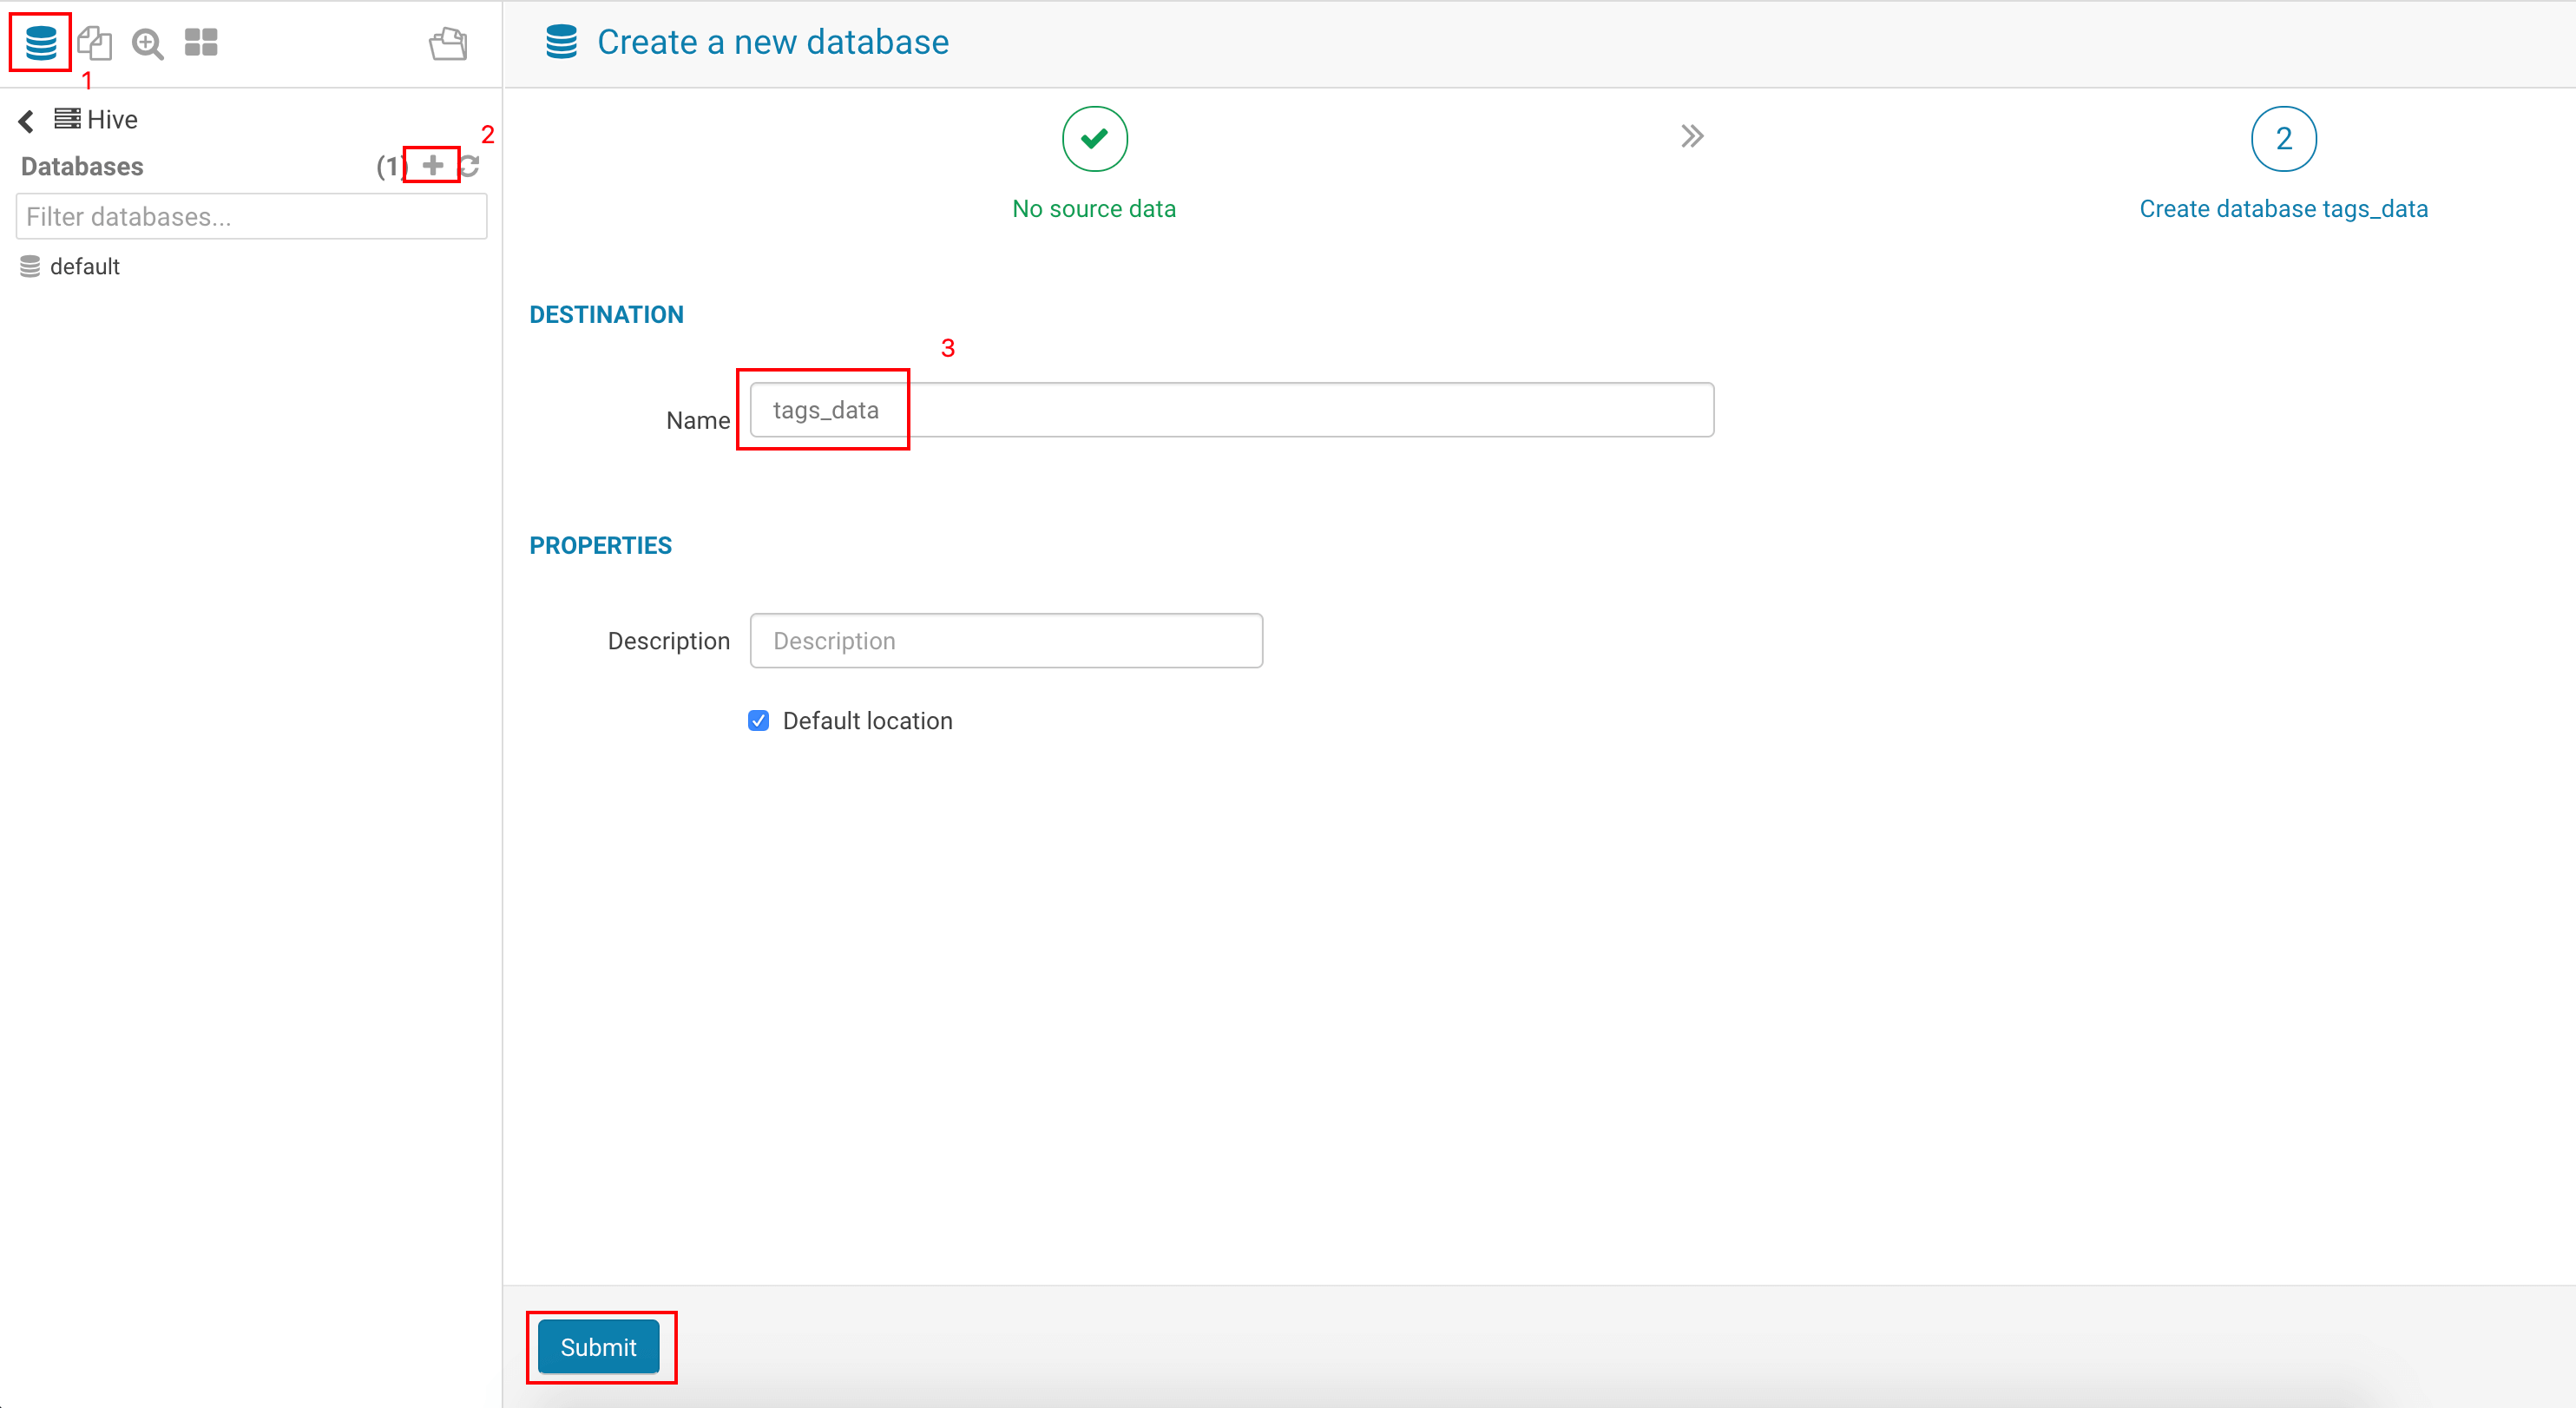 Create a new database
1
Hive
2
Databases (1)
Filter databases...
default
2
No source data
Create database tags_data
DESTINATION
3
Name tags_data
PROPERTIES
Description Description
Default location
Submit